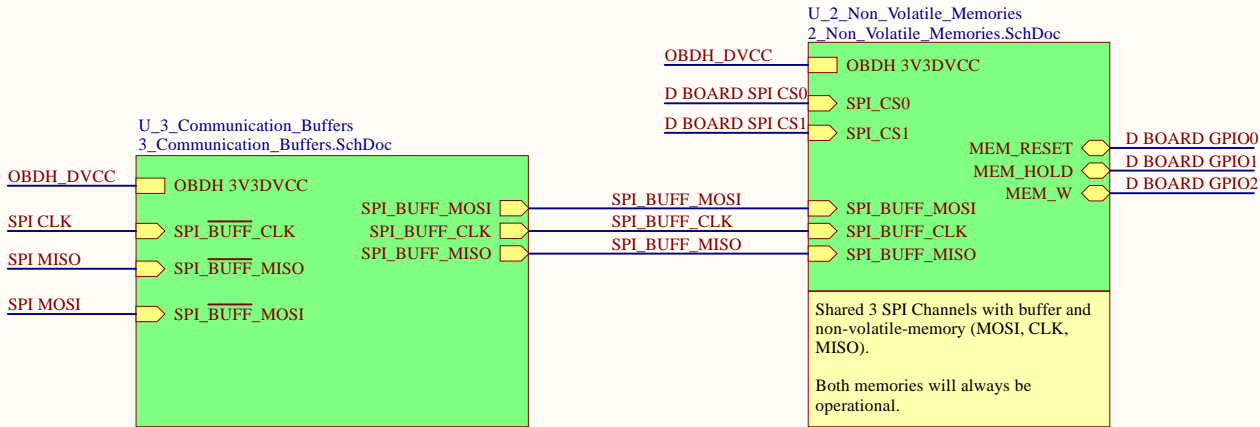 U_2_Non_Volatile_Memories
2_Non_Volatile_Memories.SchDoc
OBDH_DVCC
OBDH 3V3DVCC
D BOARD SPI CS0
SPI_CS0
D BOARD SPI CS1
SPI_CS1
MEM_RESET
D BOARD GPIO0
MEM_HOLD
D BOARD GPIO1
MEM_W
D BOARD GPIO2
U_3_Communication_Buffers
3_Communication_Buffers.SchDoc
OBDH_DVCC
OBDH 3V3DVCC
SPI CLK
SPI_BUFF_CLK
SPI MISO
SPI_BUFF_MISO
SPI MOSI
SPI_BUFF_MOSI
SPI_BUFF_MOSI
SPI_BUFF_CLK
SPI_BUFF_MISO
SPI_BUFF_MOSI
SPI_BUFF_CLK
SPI_BUFF_MISO
SPI_BUFF_MOSI
SPI_BUFF_CLK
SPI_BUFF_MISO
Shared 3 SPI Channels with buffer and
non-volatile-memory (MOSI, CLK,
MISO).
Both memories will always be
operational.